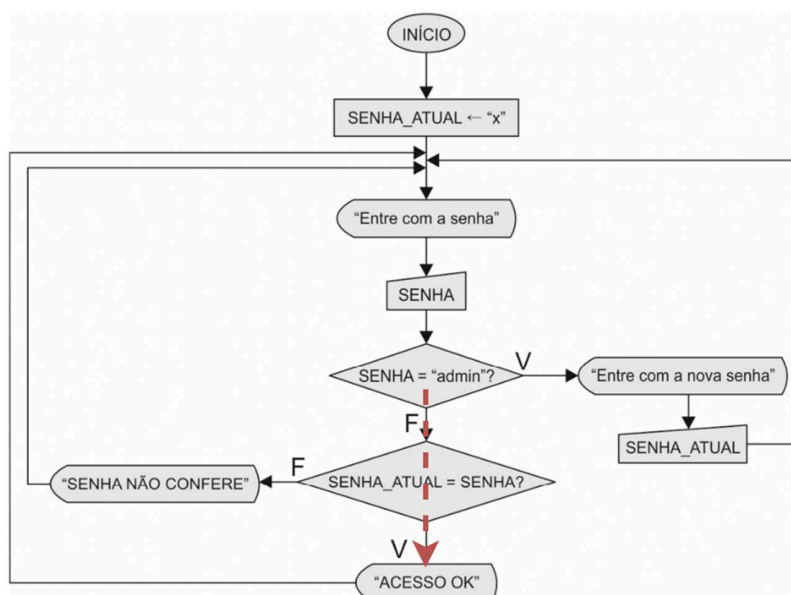 INÍCIO
SENHA_ATUAL ← “x”
“Entre com a senha”
SENHA
SENHA = “admin”?
V
“Entre com a nova senha”
F
SENHA_ATUAL
SENHA_ATUAL = SENHA?
F
“SENHA NÃO CONFERE”
V
“ACESSO OK”